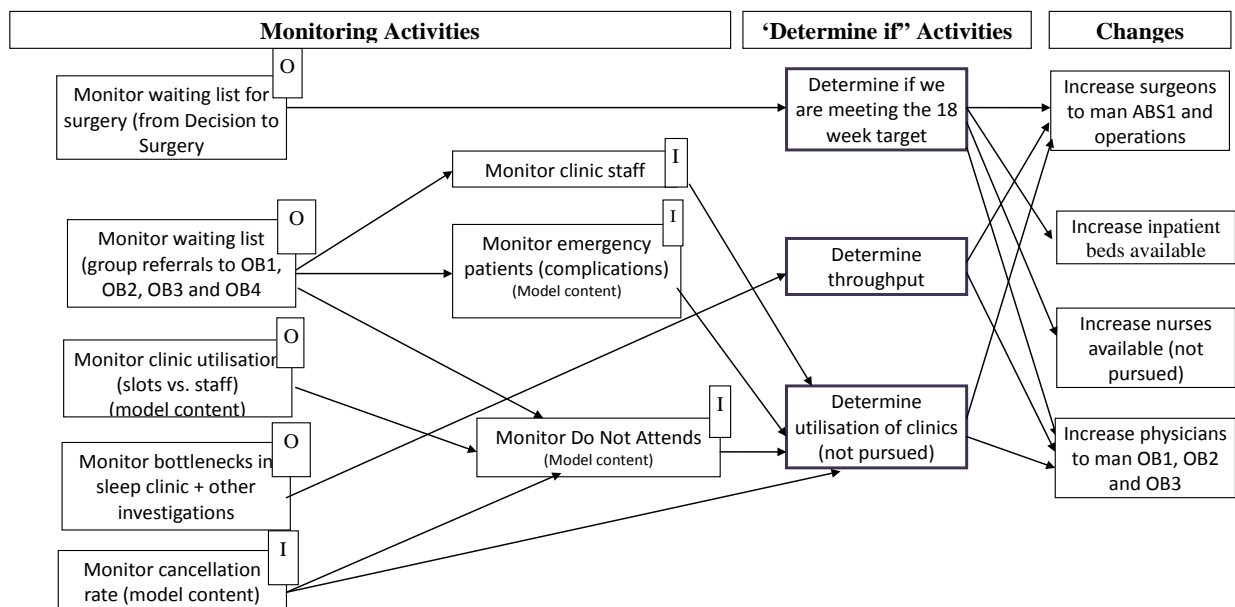 Monitoring Activities
‘Determine if” Activities
Changes
O
Monitor waiting list for
surgery (from Decision to
Surgery
O
Monitor waiting list
(group referrals to OB1,
OB2, OB3 and OB4
O
Monitor clinic utilisation
(slots vs. staff)
(model content)
O
Monitor bottlenecks in
sleep clinic + other
investigations
I
Monitor cancellation
rate (model content)
I
Monitor clinic staff
I
Monitor emergency
patients (complications)
(Model content)
I
Monitor Do Not Attends
(Model content)
Determine if we
are meeting the 18
week target
Determine
throughput
Determine
utilisation of clinics
(not pursued)
Increase surgeons
to man ABS1 and
operations
Increase inpatient
beds available
Increase nurses
available (not
pursued)
Increase physicians
to man OB1, OB2
and OB3